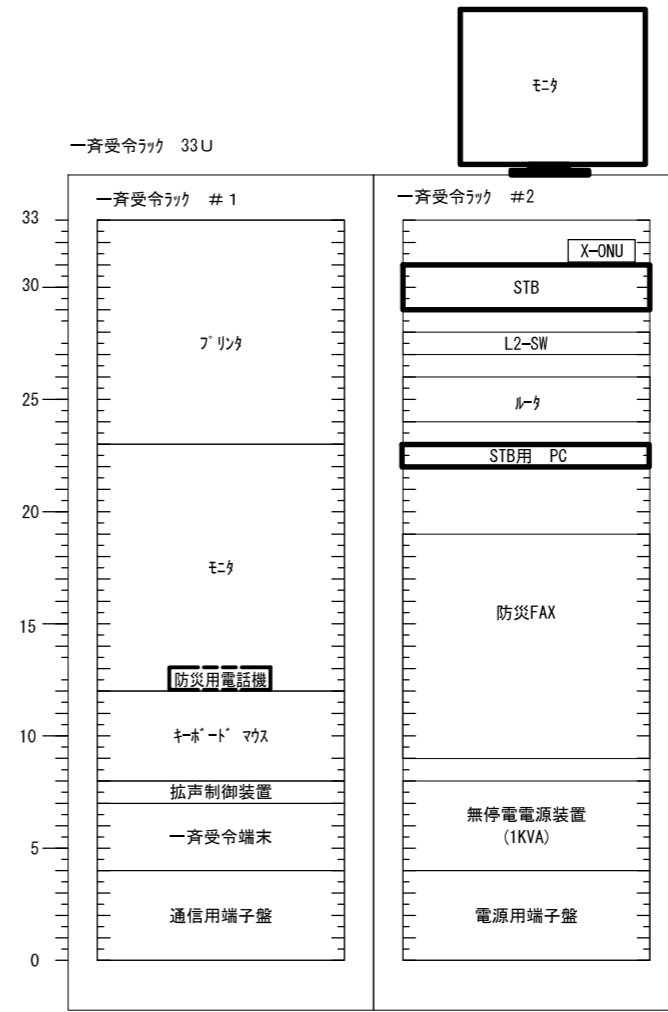 ﾓﾆﾀ
一斉受令ﾗｯｸ 33U
一斉受令ﾗｯｸ #1
一斉受令ﾗｯｸ #2
33
30
25
20
15
10
5
0
ﾌﾟﾘﾝﾀ
ﾓﾆﾀ
防災用電話機
ｷｰﾎﾞｰﾄﾞ ﾏｳｽ
拡声制御装置
一斉受令端末
通信用端子盤
X-ONU
STB
L2-SW
ﾙｰﾀ
STB用 PC
防災FAX
無停電電源装置
(1KVA)
電源用端子盤